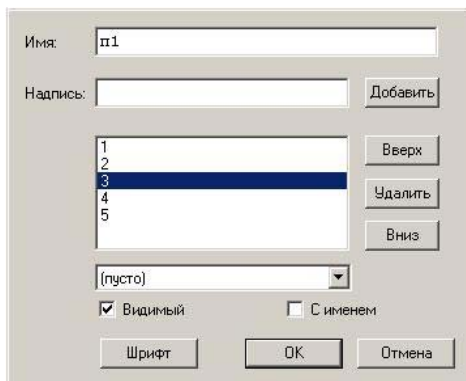 Имя: п1
Надпись: Добавить
1
2
3
4
5
Вверх
Удалить
Вниз
(пусто)
Видимый С именем
Шрифт OK Отмена